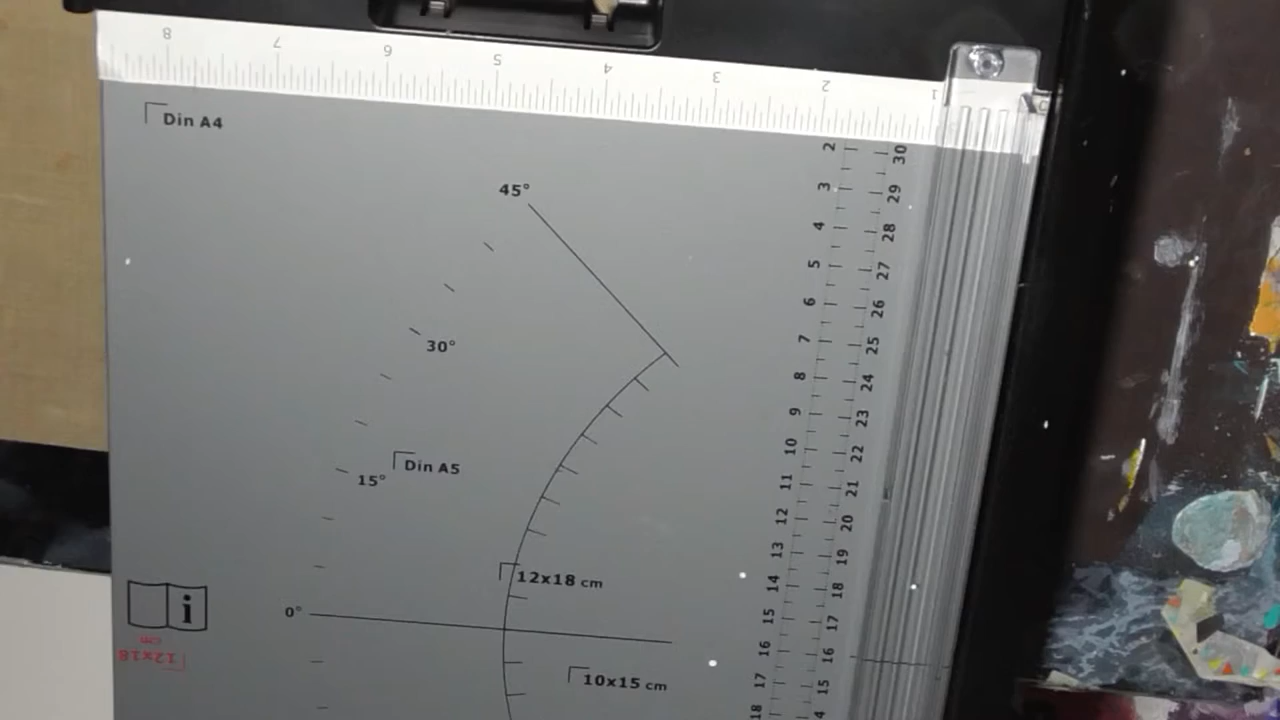 8 7 6 5 4 3 2 1
Din A4
45°
30°
15°
Din A5
12x18 cm
0°
10x15 cm
i
12x18
cm
2 30
3 29
4 28
5 27
6 26
7 25
8 24
9 23
10 22
11 21
12 20
13 19
14 18
15 17
16 16
17 15
18